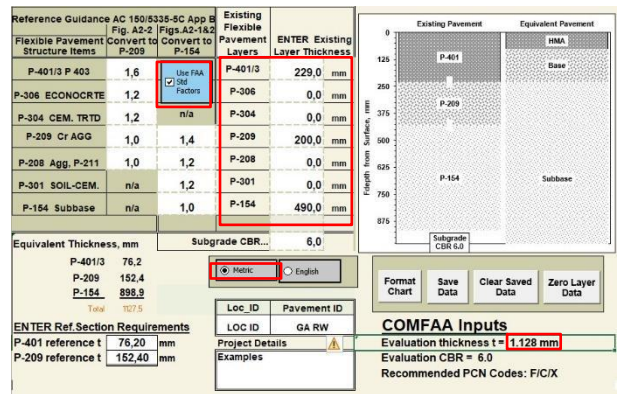 Reference Guidance AC 150/5335-5C App B
Fig. A2-2 Figs.A2-1&2
Flexible Pavement Convert to Convert to
Structure Items P-209 P-154
Existing
Flexible
Pavement
Layers
ENTER Existing
Layer Thickness
P-401/3 P 403 1,6 P-401/3 229,0 mm
Use FAA
Std
Factors
P-306 ECONOCRTE 1,2 P-306 0,0 mm
P-304 CEM. TRTD 1,2 n/a P-304 0,0 mm
P-209 Cr AGG 1,0 1,4 P-209 200,0 mm
P-208 Agg, P-211 1,0 1,2 P-208 0,0 mm
P-301 SOIL-CEM. n/a 1,2 P-301 0,0 mm
P-154 Subbase n/a 1,0 P-154 490,0 mm
Subgrade CBR... 6,0
Equivalent Thickness, mm
P-401/3 76,2
P-209 152,4
P-154 898,9
Total 1127.5
Metric English
ENTER Ref.Section Requirements
P-401 reference t 76,20 mm
P-209 reference t 152,40 mm
Loc_ID Pavement ID
LOC ID GA RW
Project Details
Examples
Existing Pavement Equivalent Pavement
0
125
250
375
500
625
750
875
Fdepth from Surface, mm
P-401
P-209
P-154
HMA
Base
Subbase
Subgrade
CBR 6.0
Format
Chart
Save
Data
Clear Saved
Data
Zero Layer
Data
COMFAA Inputs
Evaluation thickness t = 1.128 mm
Evaluation CBR = 6.0
Recommended PCN Codes: F/C/X